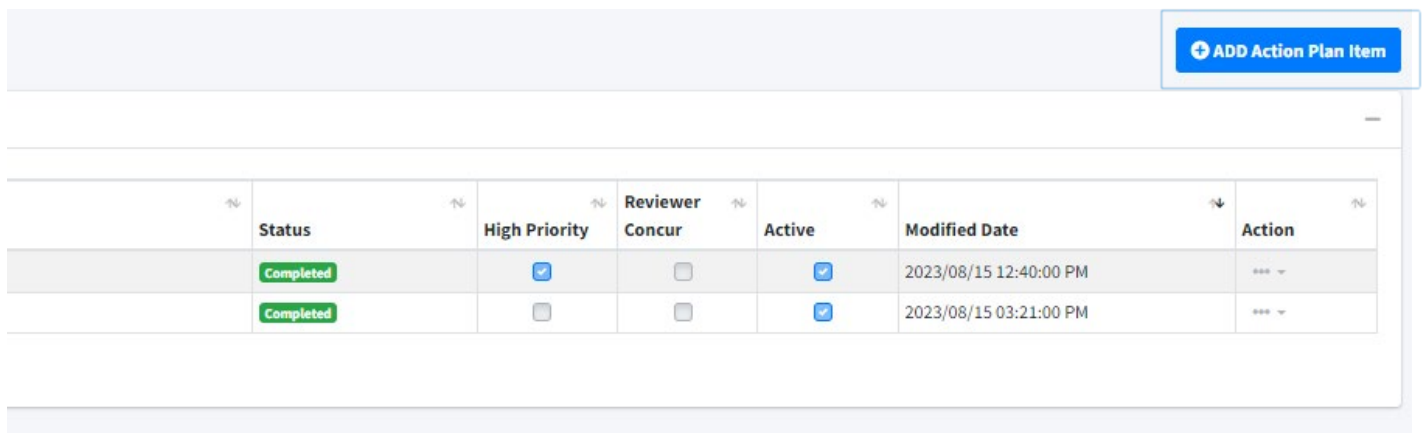 ADD Action Plan Item
Status High Priority Reviewer Concur Active Modified Date Action
Completed 2023/08/15 12:40:00 PM
Completed 2023/08/15 03:21:00 PM